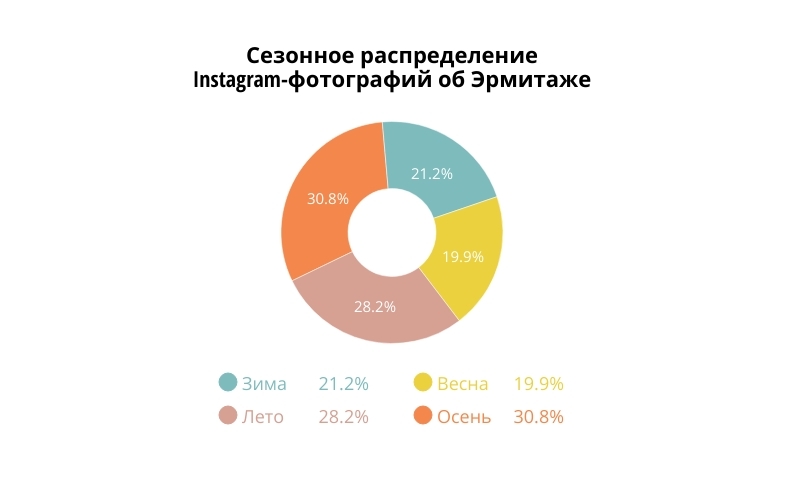 Сезонное распределение
Instagram-фотографий об Эрмитаже
21.2%
30.8%
19.9%
28.2%
Зима 21.2%
Весна 19.9%
Лето 28.2%
Осень 30.8%